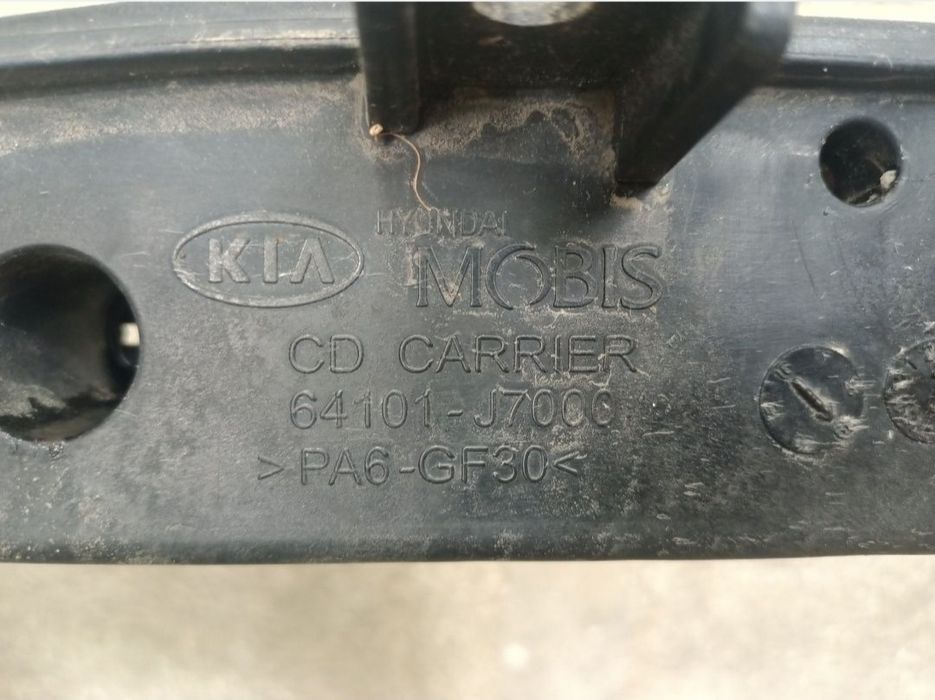 HYUNDAI
KIA MOBIS
CD CARRIER
64101-J7000
>PA6-GF30<